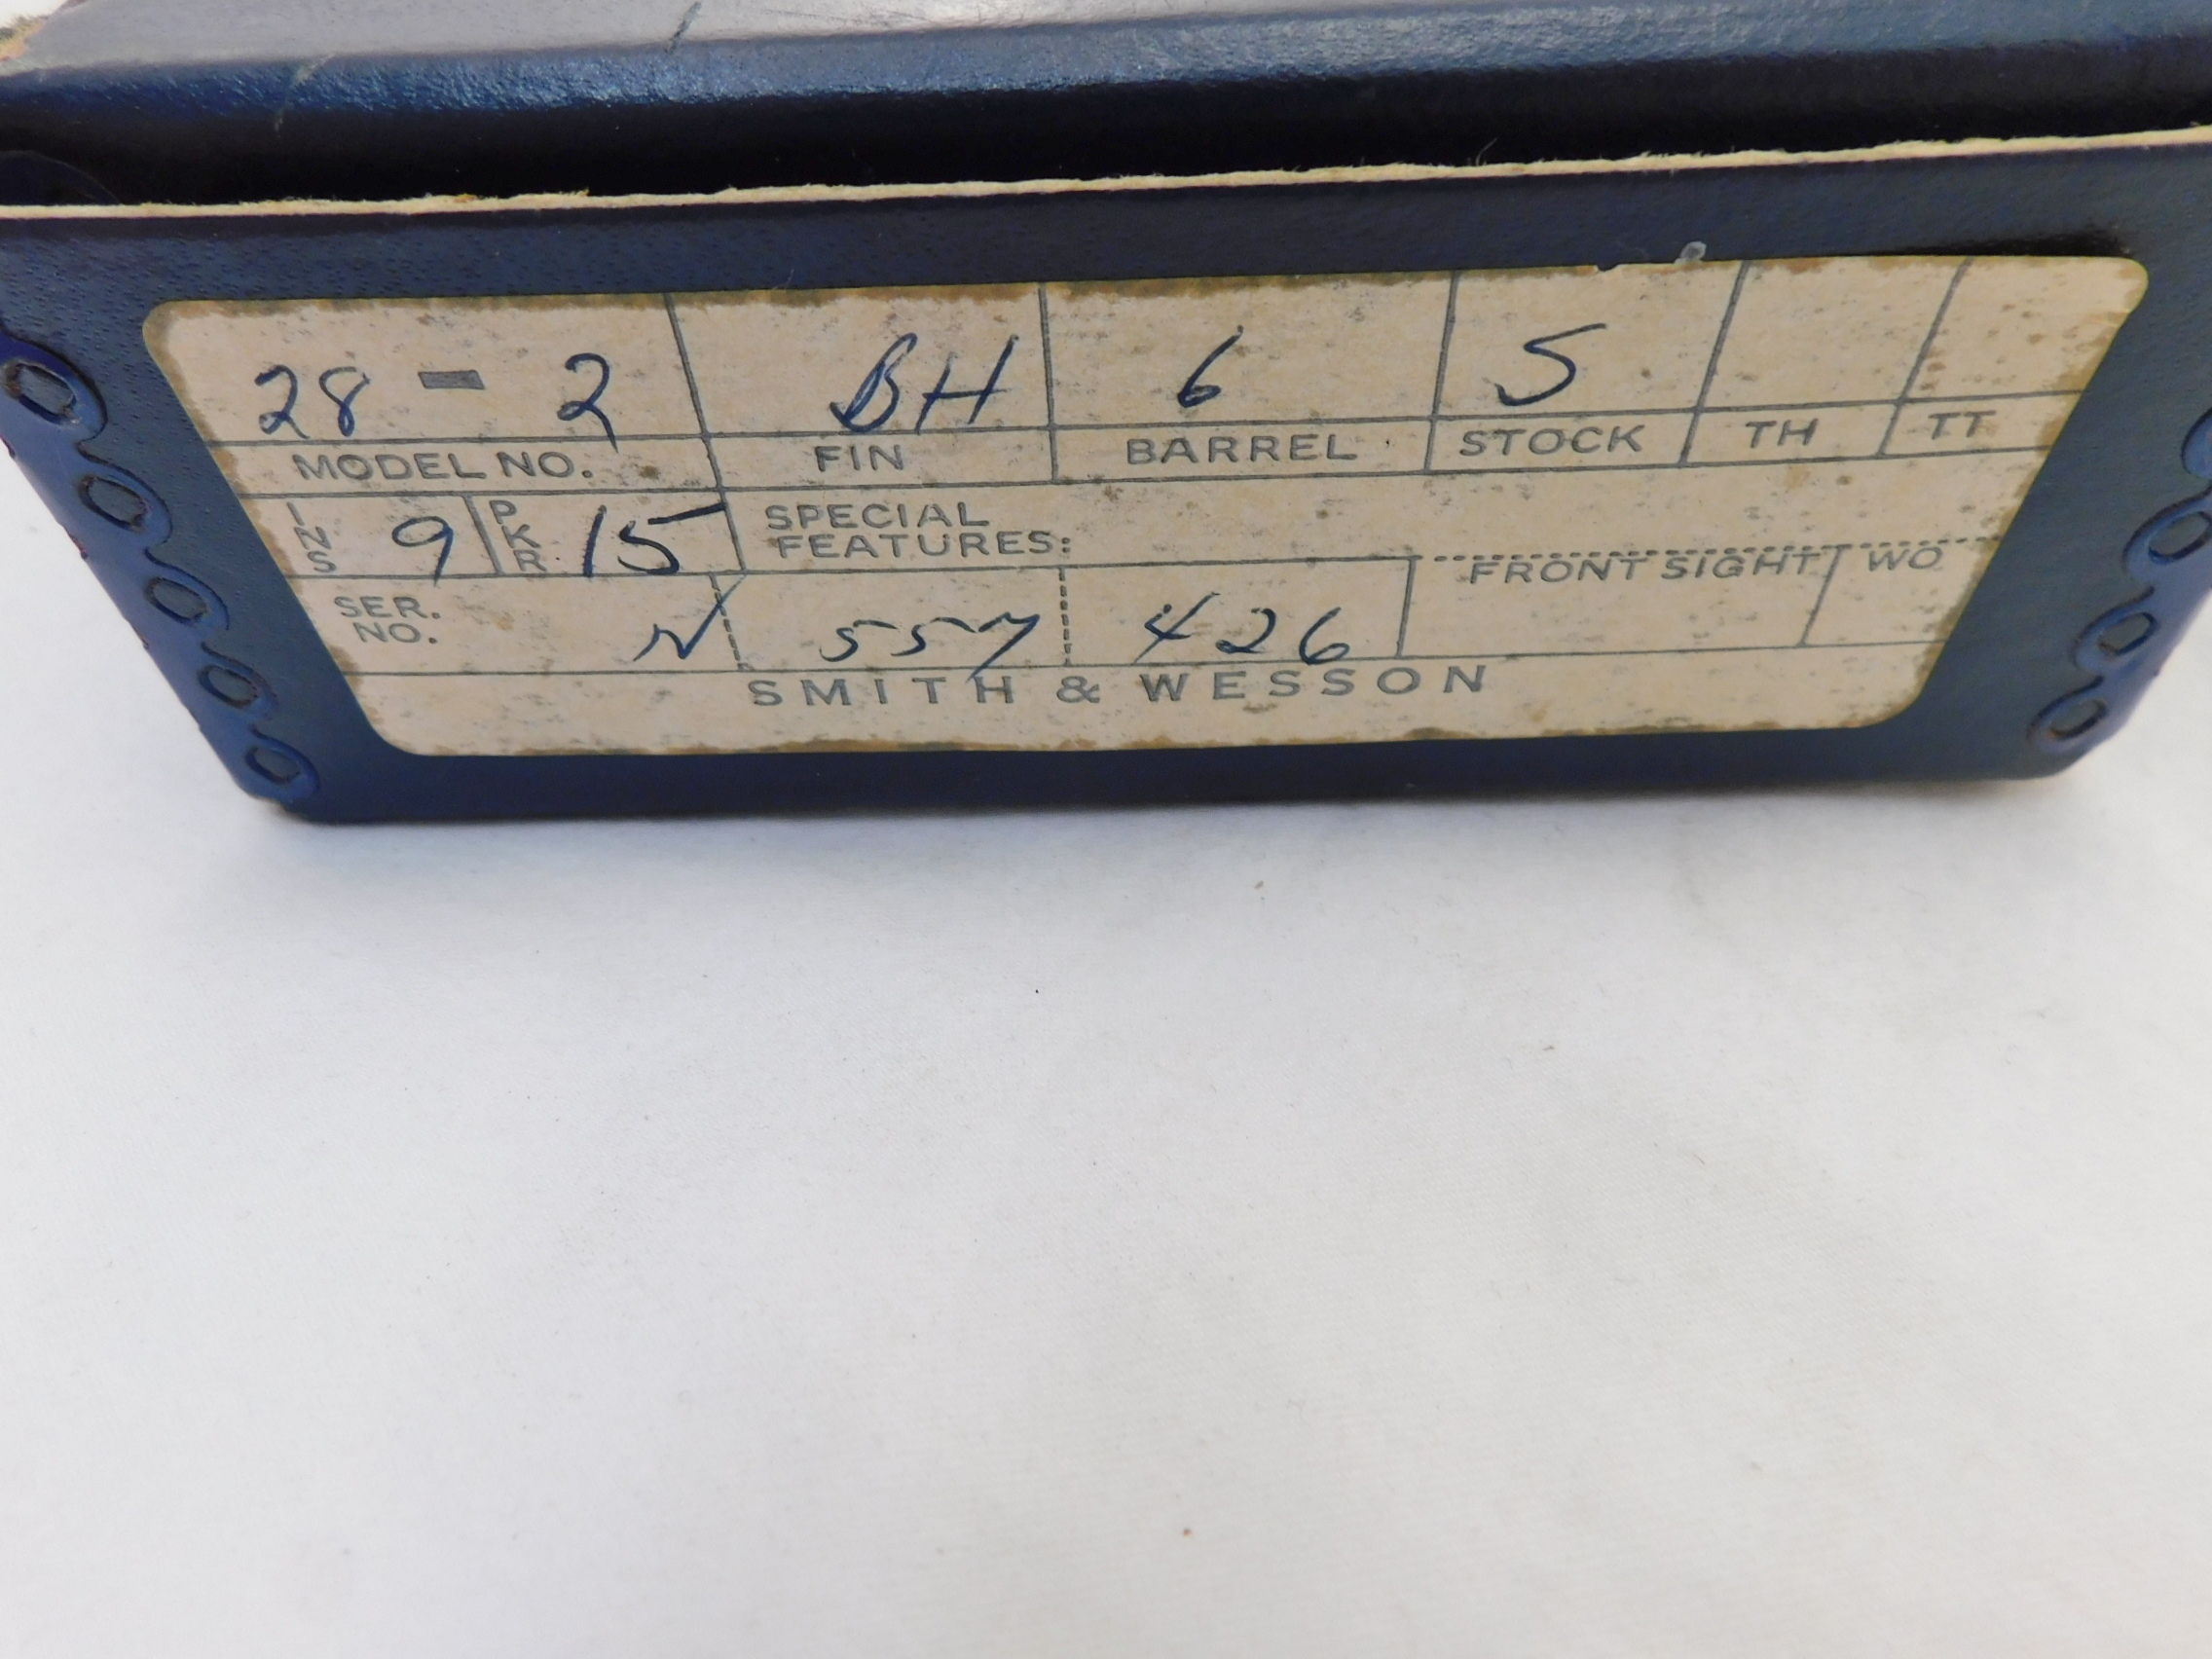 28 - 2 BH 6 S
MODEL NO. FIN BARREL STOCK TH TT
INS 9 PKR 15 SPECIAL FEATURES:
FRONT SIGHT WO
SER. NO. N 557 426
SMITH & WESSON